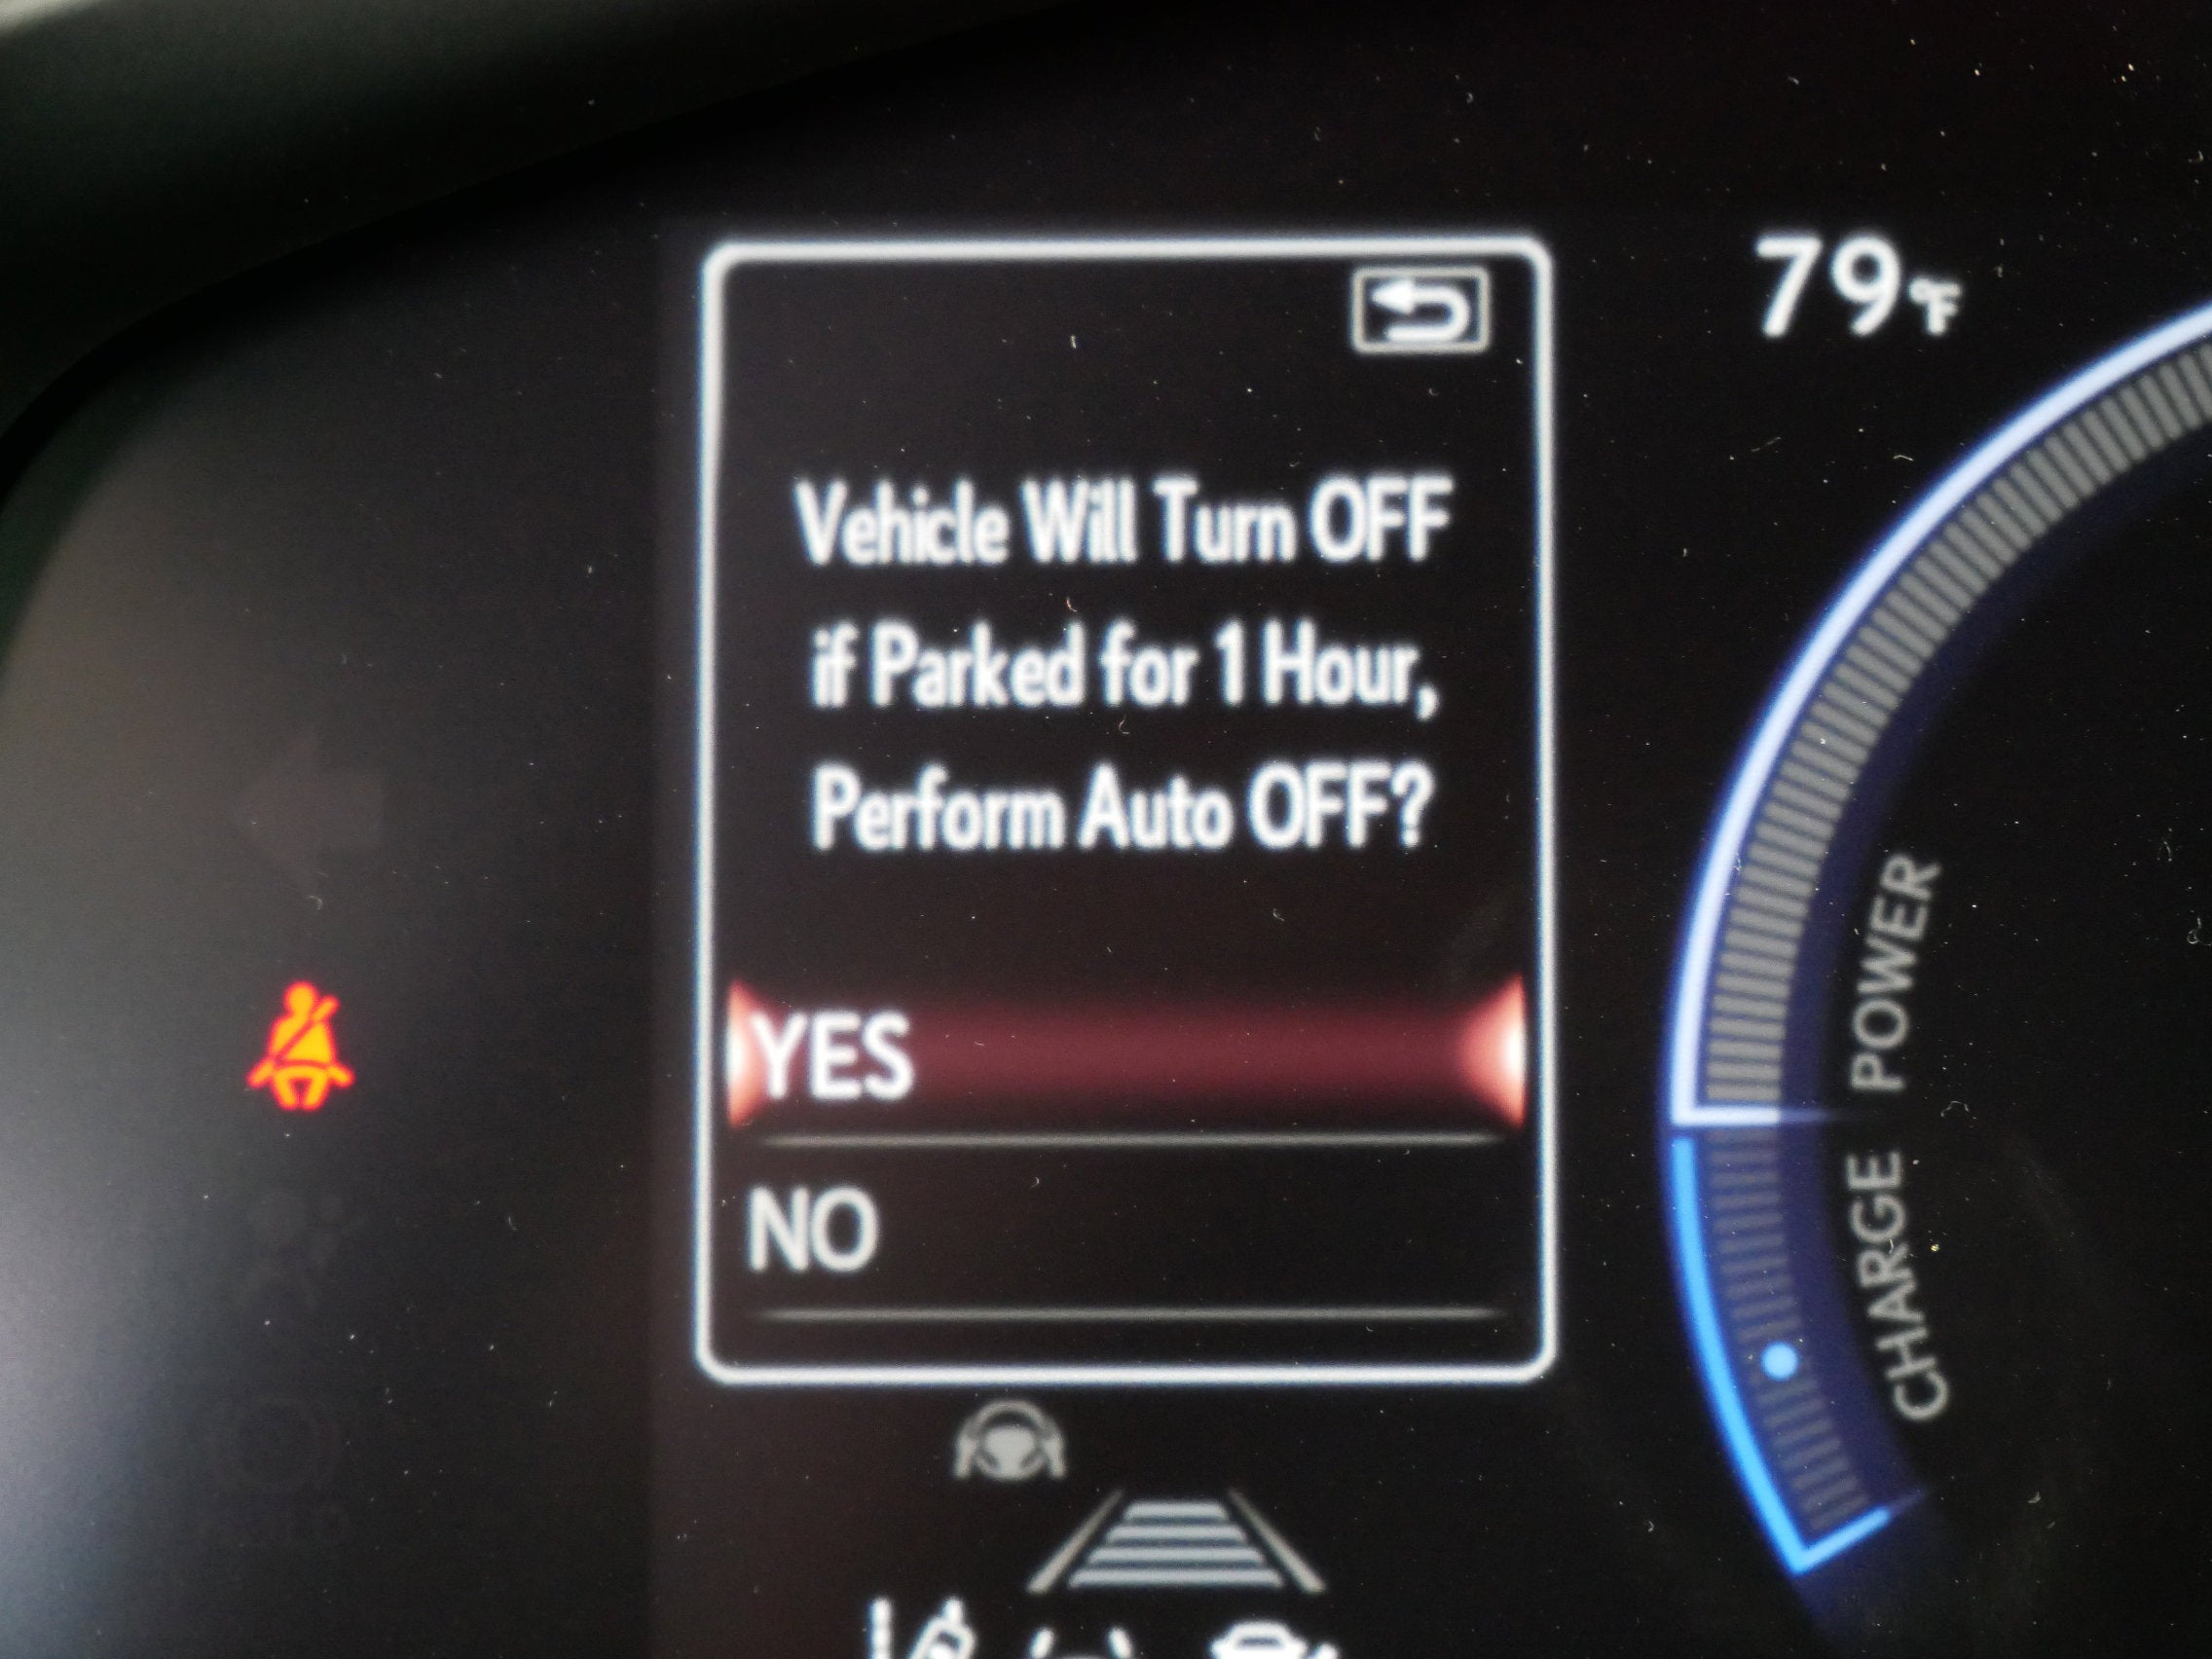 79°F
Vehicle Will Turn OFF
if Parked for 1 Hour,
Perform Auto OFF?
YES
NO
POWER
CHARGE